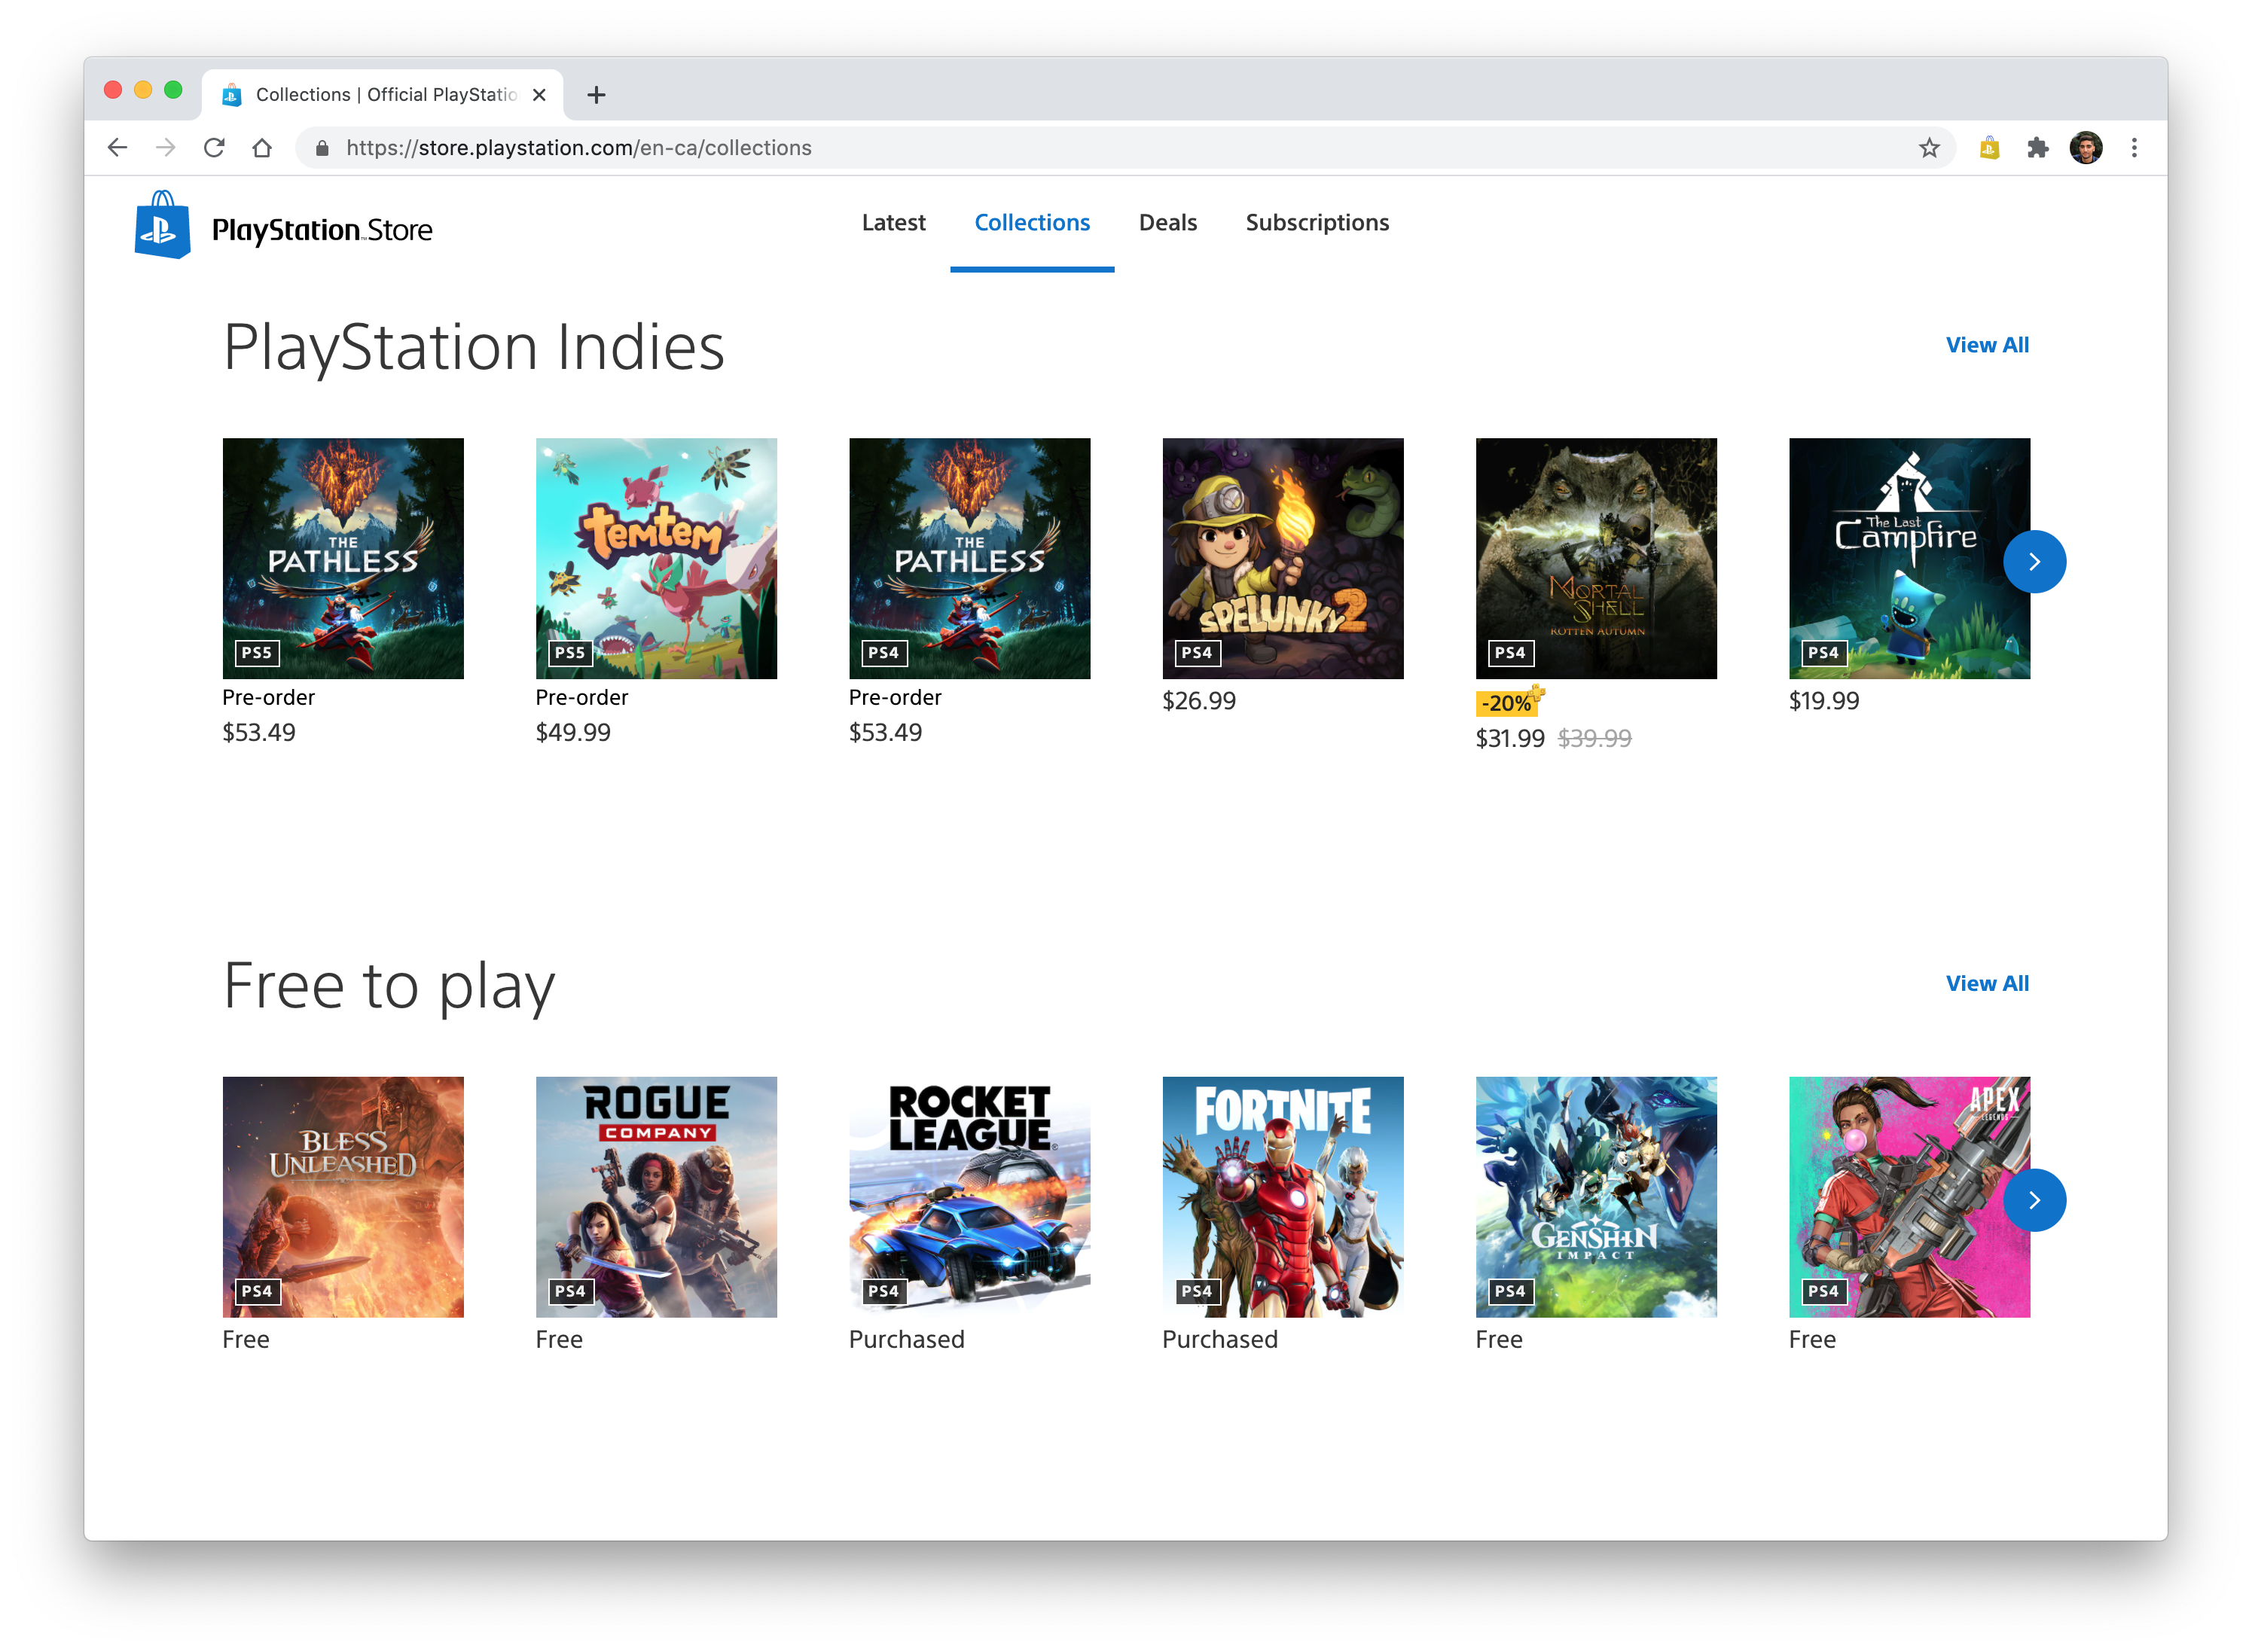 Collections | Official PlayStatio
https://store.playstation.com/en-ca/collections
PlayStation Store
Latest
Collections
Deals
Subscriptions
PlayStation Indies
View All
THE
PATHLESS
PS5
Pre-order
$53.49
temtem
PS5
Pre-order
$49.99
THE
PATHLESS
PS4
Pre-order
$53.49
SPELUNKY 2
PS4
$26.99
MORTAL
SHELL
ROTTEN AUTUMN
PS4
-20%
$31.99 $39.99
The Last
Campfire
PS4
$19.99
Free to play
View All
BLESS
UNLEASHED
PS4
Free
ROGUE
COMPANY
PS4
Free
ROCKET
LEAGUE
PS4
Purchased
FORTNITE
PS4
Purchased
GENSHIN
IMPACT
PS4
Free
APEX
LEGENDS
PS4
Free